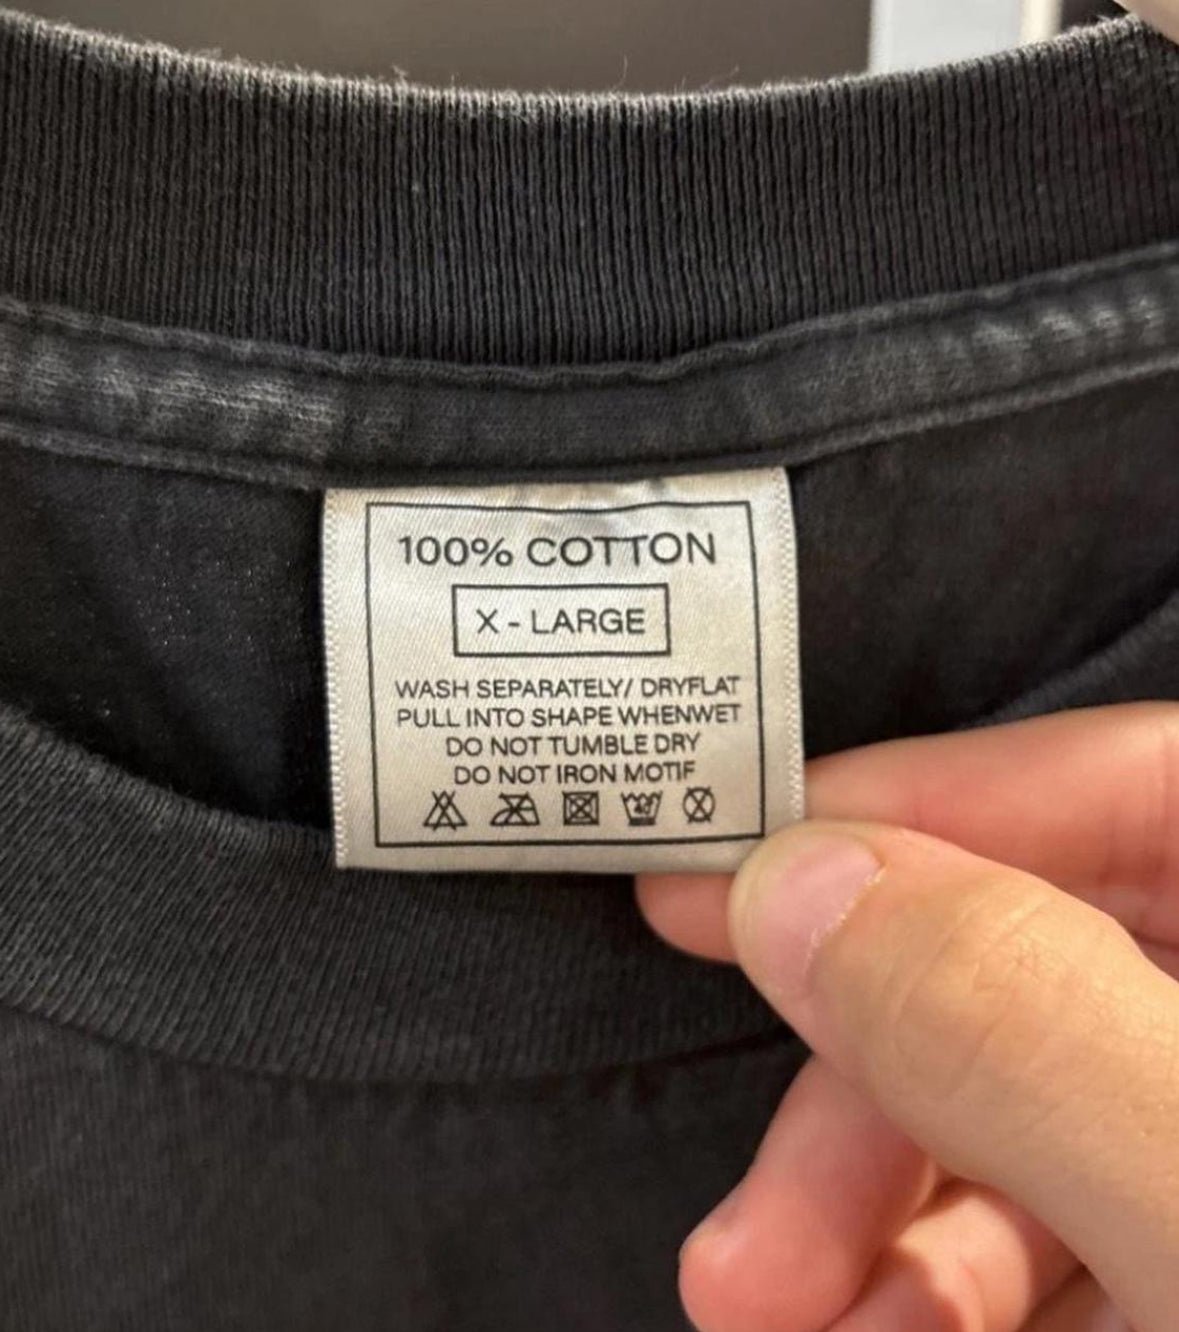 100% COTTON
X - LARGE
WASH SEPARATELY/ DRYFLAT
PULL INTO SHAPE WHENWET
DO NOT TUMBLE DRY
DO NOT IRON MOTIF